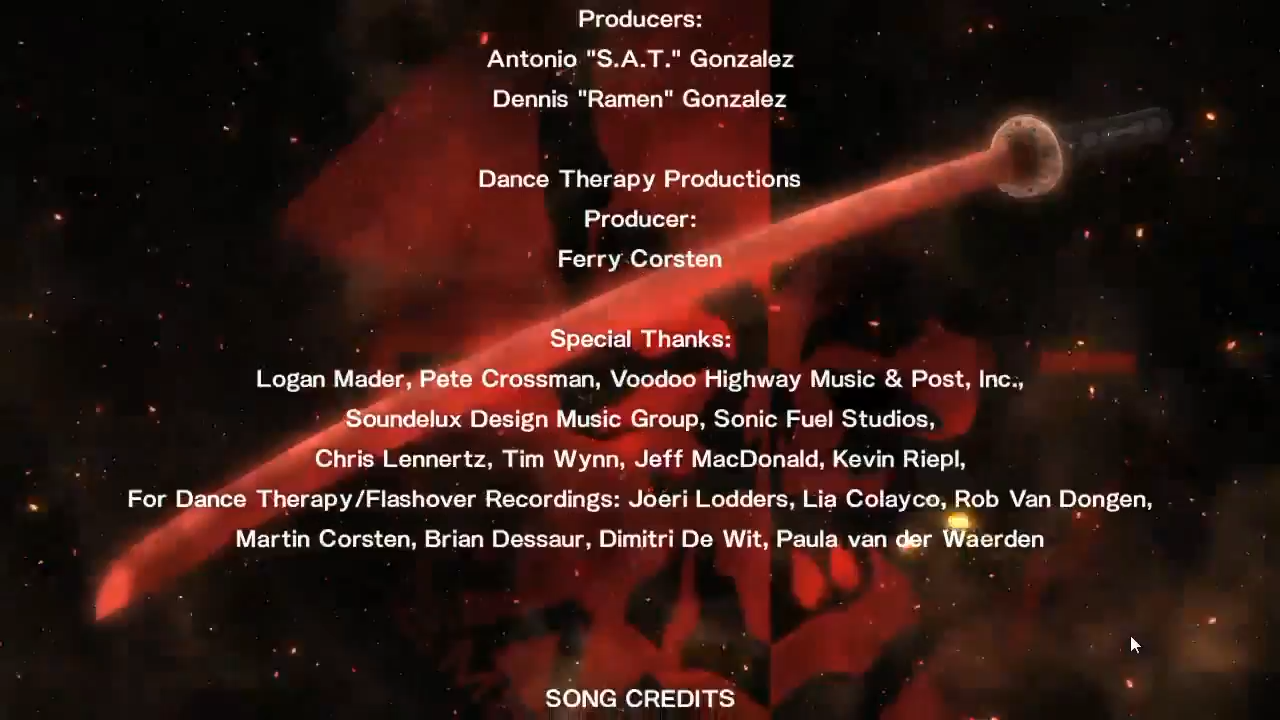 Producers:
Antonio "S.A.T." Gonzalez
Dennis "Ramen" Gonzalez
Dance Therapy Productions
Producer:
Ferry Corsten
Special Thanks:
Logan Mader, Pete Crossman, Voodoo Highway Music & Post, Inc.,
Soundelux Design Music Group, Sonic Fuel Studios,
Chris Lennertz, Tim Wynn, Jeff MacDonald, Kevin Riepl,
For Dance Therapy/Flashover Recordings: Joeri Lodders, Lia Colayco, Rob Van Dongen,
Martin Corsten, Brian Dessaur, Dimitri De Wit, Paula van der Waerden
SONG CREDITS